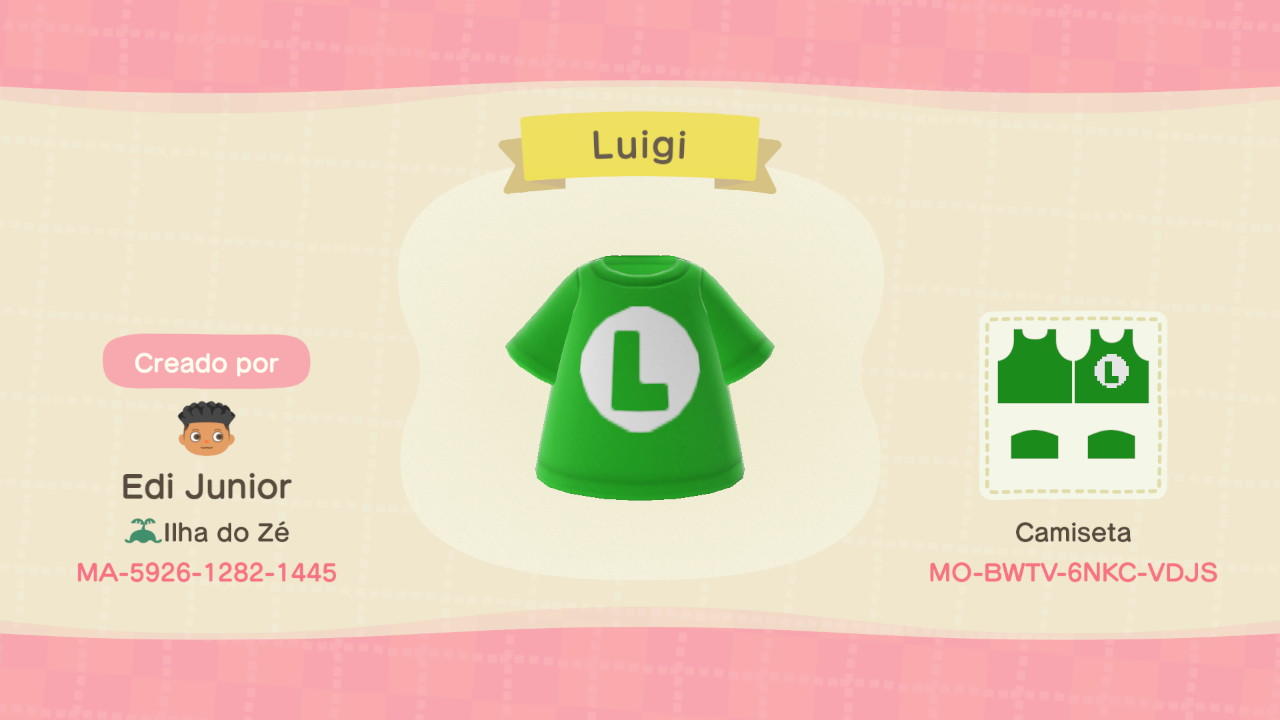 Luigi
L
Creado por
Edi Junior
Ilha do Zé
MA-5926-1282-1445
L
Camiseta
MO-BWTV-6NKC-VDJS